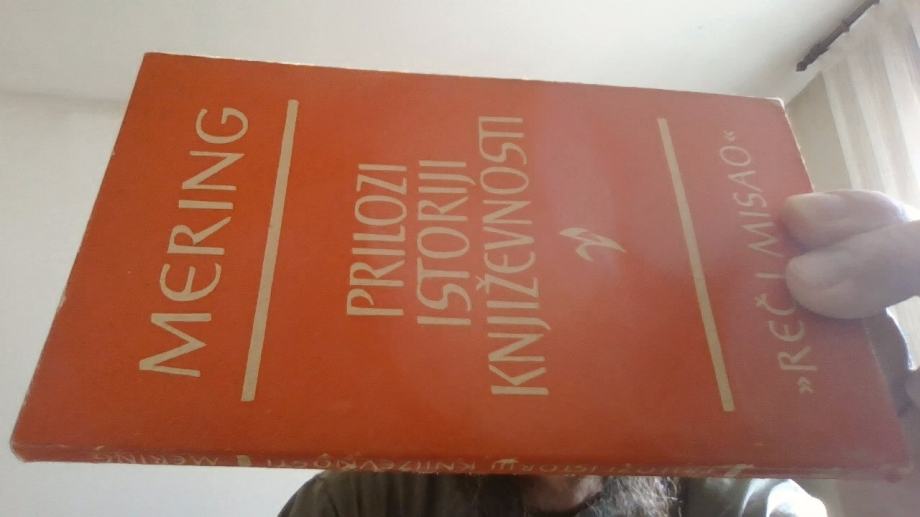 MERING
PRILOZI
ISTORIJI
KNJIŽEVNOSTI
»REČ I MISAO«
PRILOZI ISTORIJI KNJIŽEVNOSTI MERING